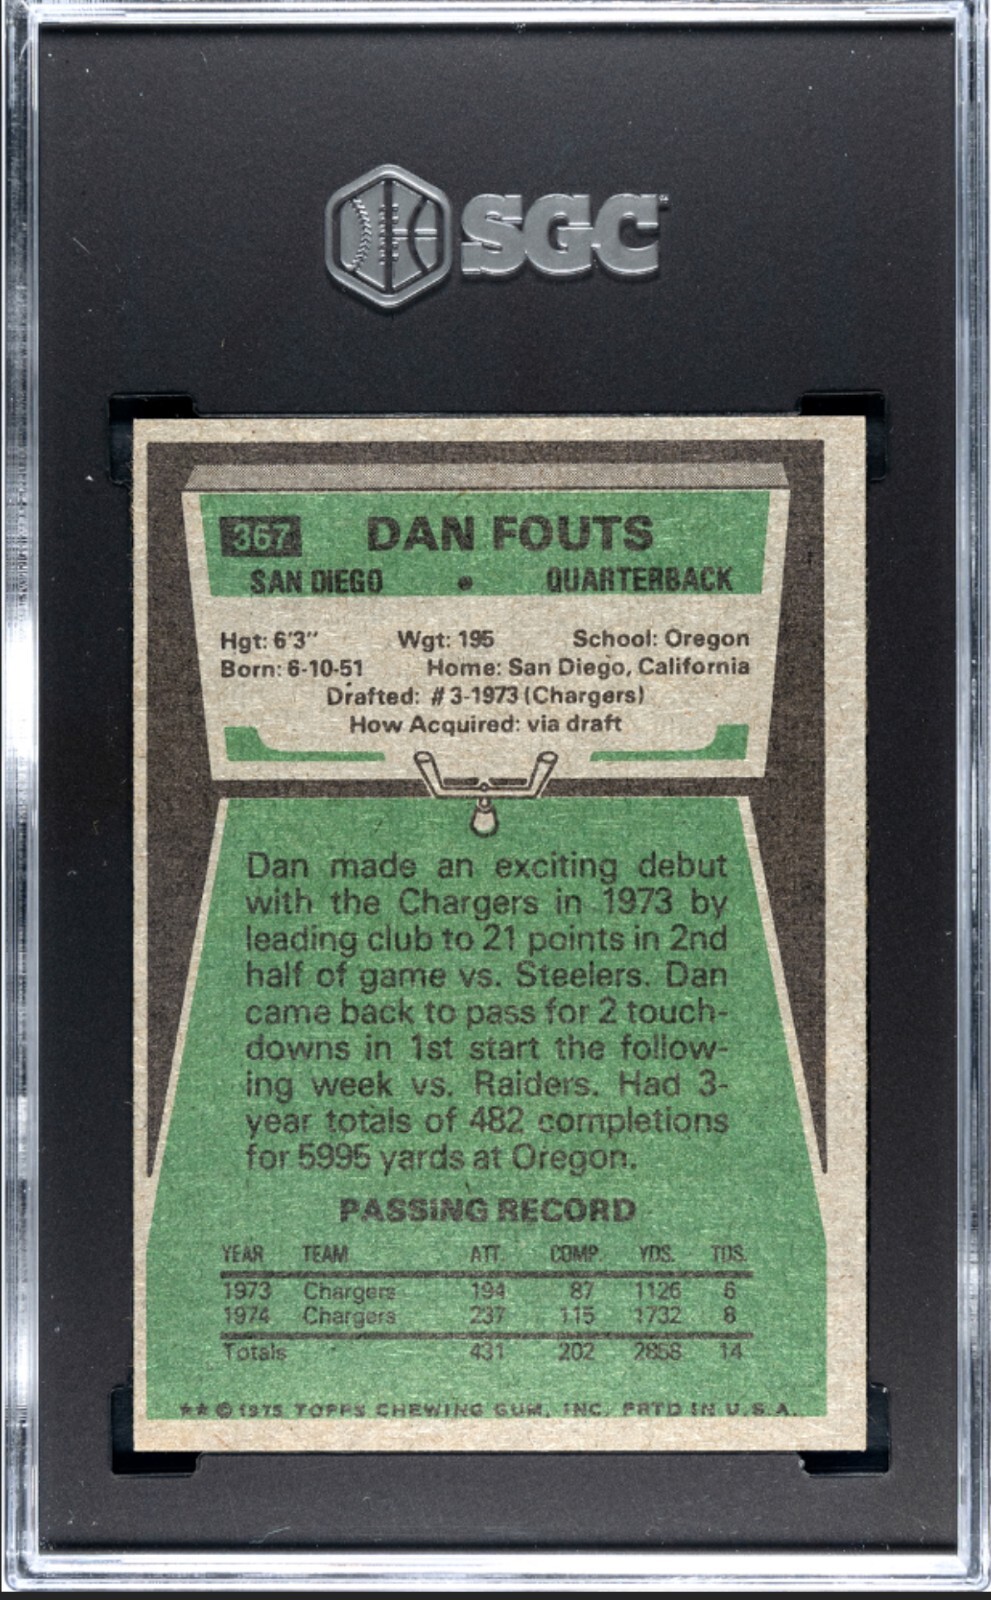 SGC
367 DAN FOUTS
SAN DIEGO • QUARTERBACK
Hgt: 6'3" Wgt: 195 School: Oregon
Born: 6-10-51 Home: San Diego, California
Drafted: #3-1973 (Chargers)
How Acquired: via draft
Dan made an exciting debut
with the Chargers in 1973 by
leading club to 21 points in 2nd
half of game vs. Steelers. Dan
came back to pass for 2 touch-
downs in 1st start the follow-
ing week vs. Raiders. Had 3-
year totals of 482 completions
for 5995 yards at Oregon.
PASSING RECORD
YEAR TEAM ATT. COMP. YDS. TDS.
1973 Chargers 194 87 1126 6
1974 Chargers 237 115 1732 8
Totals 431 202 2858 14
** © 1975 TOPPS CHEWING GUM, INC. PRTD IN U.S.A.